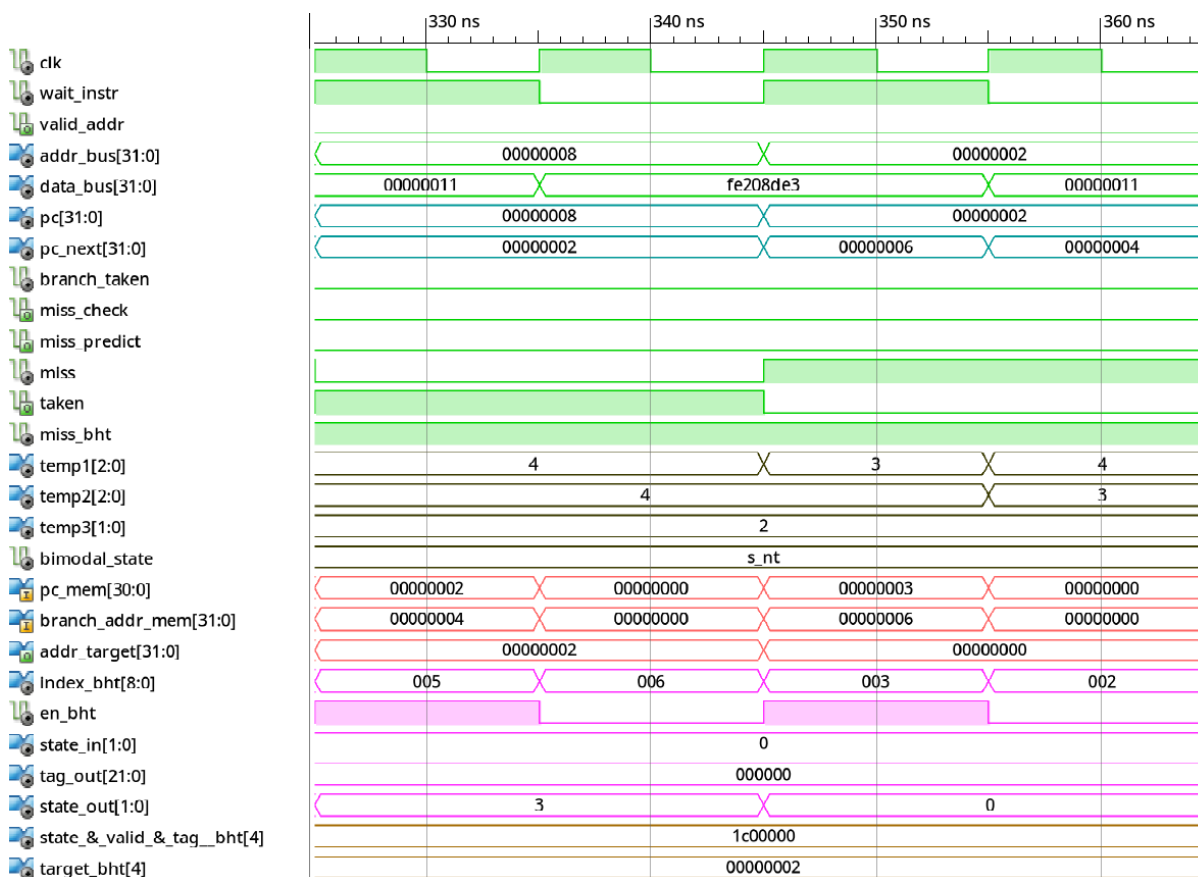 330 ns 340 ns 350 ns 360 ns
clk
wait_instr
valid_addr
addr_bus[31:0] 00000008 00000002
data_bus[31:0] 00000011 fe208de3 00000011
pc[31:0] 00000008 00000002
pc_next[31:0] 00000002 00000006 00000004
branch_taken
miss_check
miss_predict
miss
taken
miss_bht
temp1[2:0] 4 3 4
temp2[2:0] 4 3
temp3[1:0] 2
bimodal_state s_nt
pc_mem[30:0] 00000002 00000000 00000003 00000000
branch_addr_mem[31:0] 00000004 00000000 00000006 00000000
addr_target[31:0] 00000002 00000000
index_bht[8:0] 005 006 003 002
en_bht
state_in[1:0] 0
tag_out[21:0] 000000
state_out[1:0] 3 0
state_&_valid_&_tag__bht[4] 1c00000
target_bht[4] 00000002